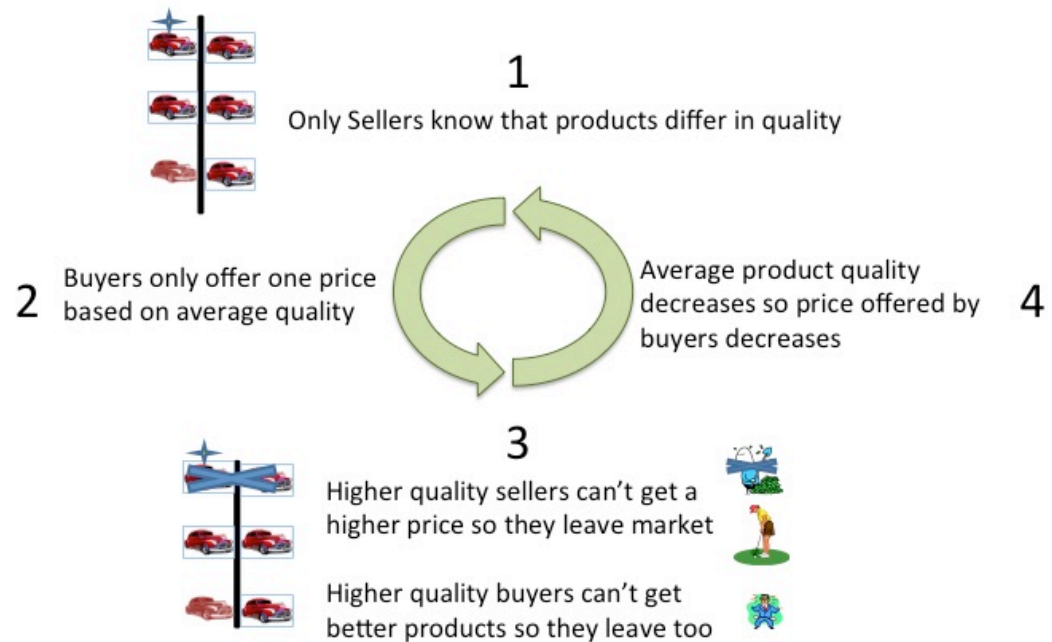 1
Only Sellers know that products differ in quality
2
Buyers only offer one price
based on average quality
3
Higher quality sellers can’t get a
higher price so they leave market
Higher quality buyers can’t get
better products so they leave too
4
Average product quality
decreases so price offered by
buyers decreases